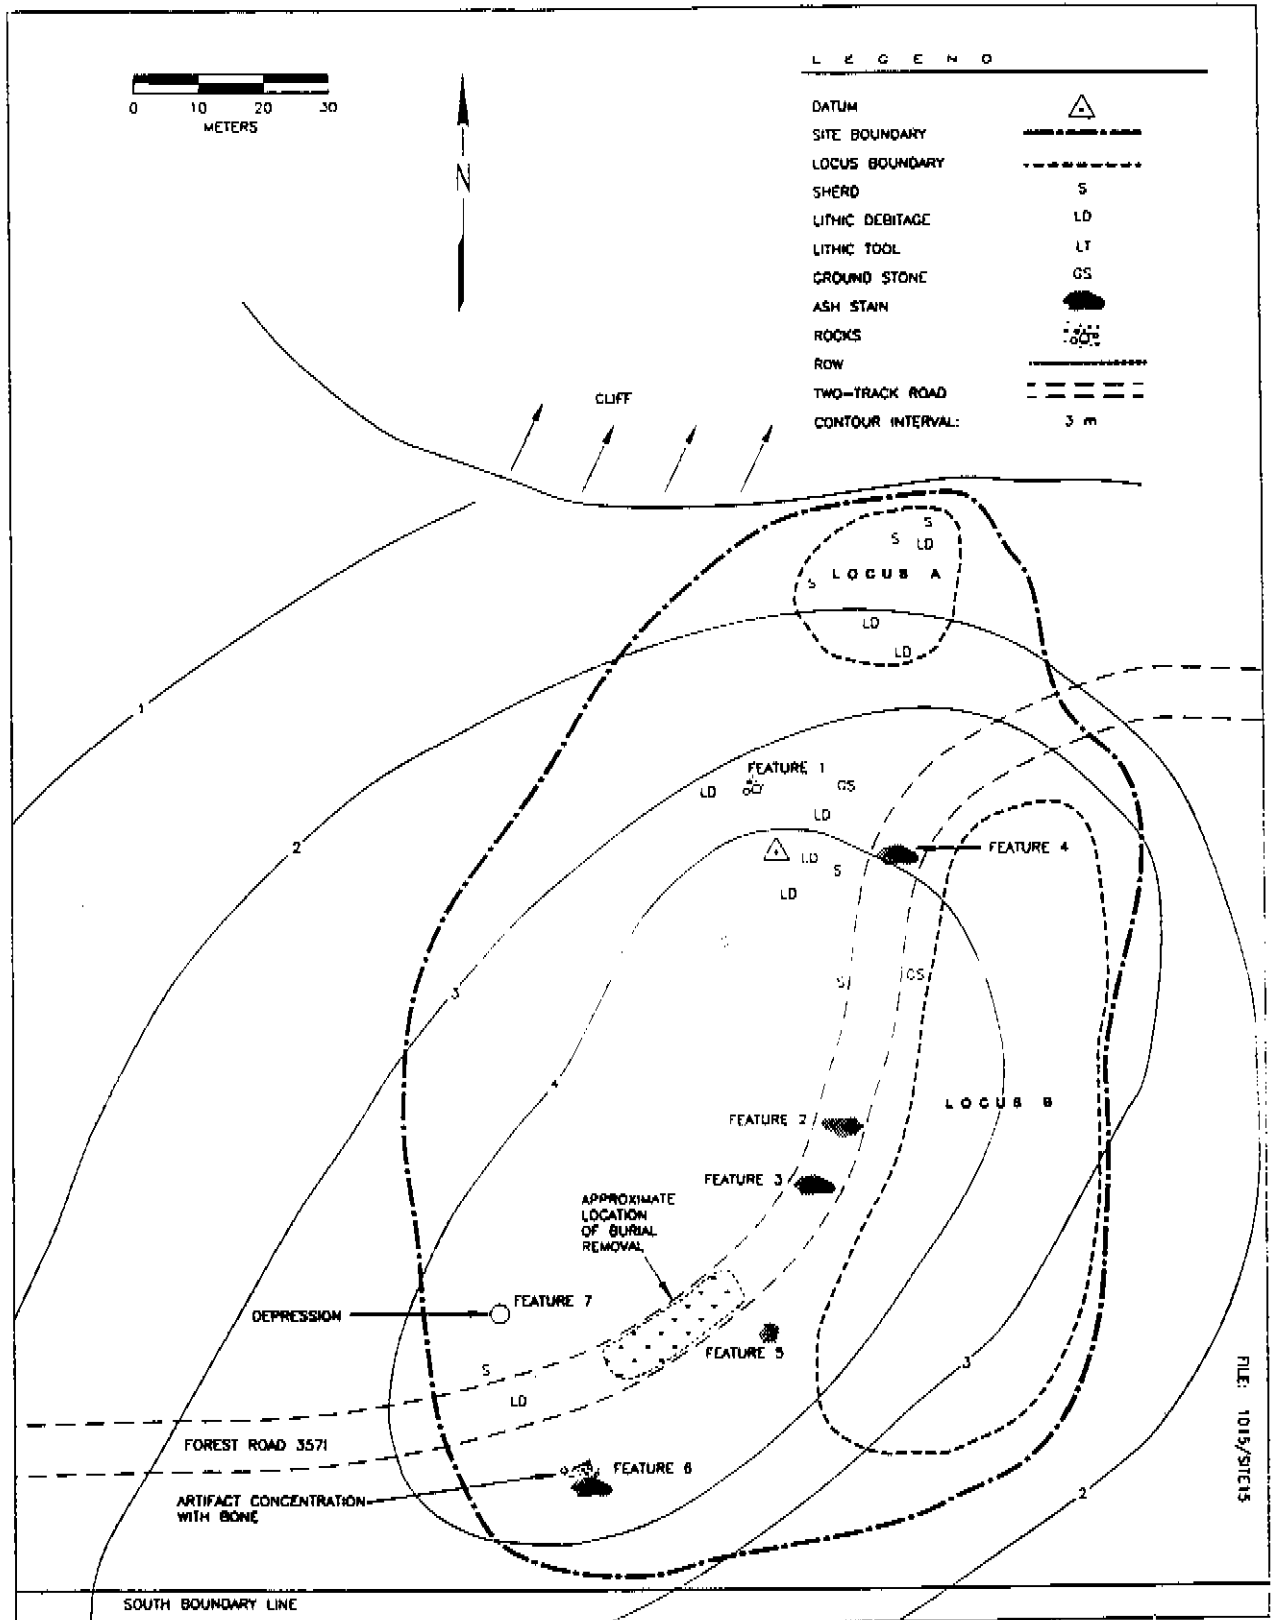 L E G E N D
0 10 20 30
METERS
N
DATUM
SITE BOUNDARY
LOCUS BOUNDARY
SHERD S
LITHIC DEBITAGE LD
LITHIC TOOL LT
GROUND STONE GS
ASH STAIN
ROCKS
ROW
TWO-TRACK ROAD
CONTOUR INTERVAL: 3 m
CLIFF
S
S LD
LOCUS A
S
LD
LD
1
FEATURE 1
LD GS
LD
2
FEATURE 4
LD
S
LD
S
3
S GS
4
LOCUS B
FEATURE 2
FEATURE 3
APPROXIMATE
LOCATION
OF BURIAL
REMOVAL
FEATURE 7
DEPRESSION
FEATURE 5
3
S
LD
FOREST ROAD 3571
FEATURE 6
ARTIFACT CONCENTRATION
WITH BONE
2
FILE: 1015/SITE15
SOUTH BOUNDARY LINE